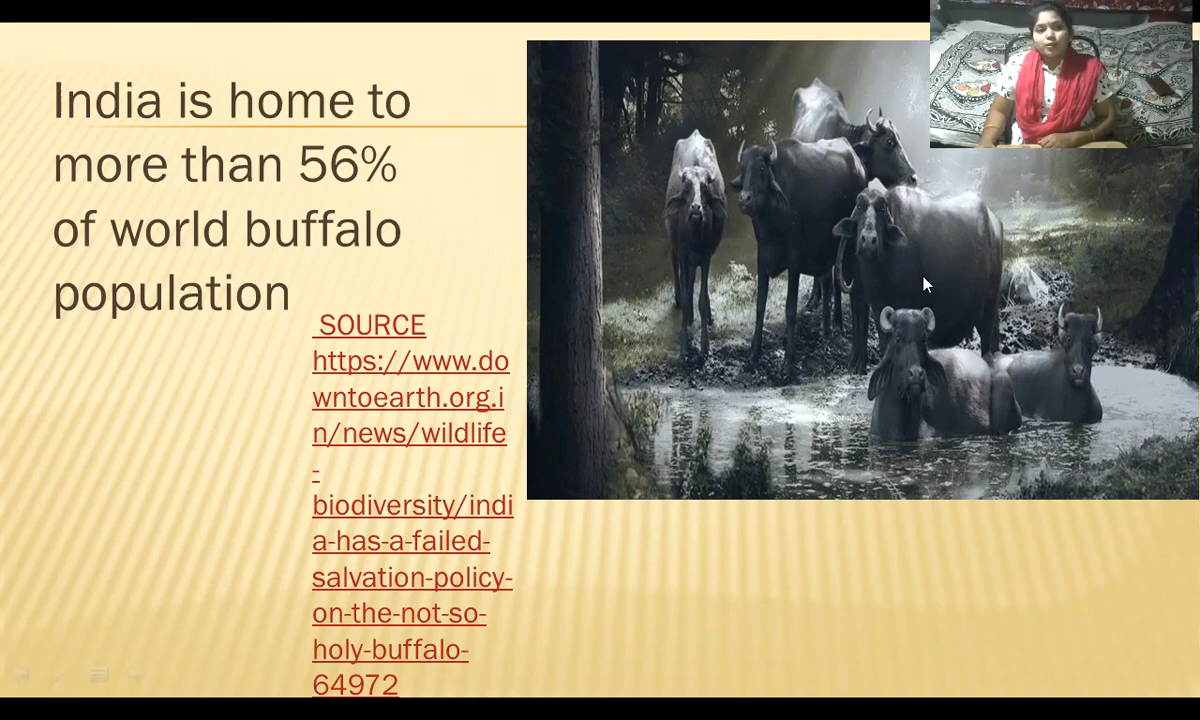 India is home to
more than 56%
of world buffalo
population
SOURCE
https://www.do
wntoearth.org.i
n/news/wildlife
-
biodiversity/indi
a-has-a-failed-
salvation-policy-
on-the-not-so-
holy-buffalo-
64972